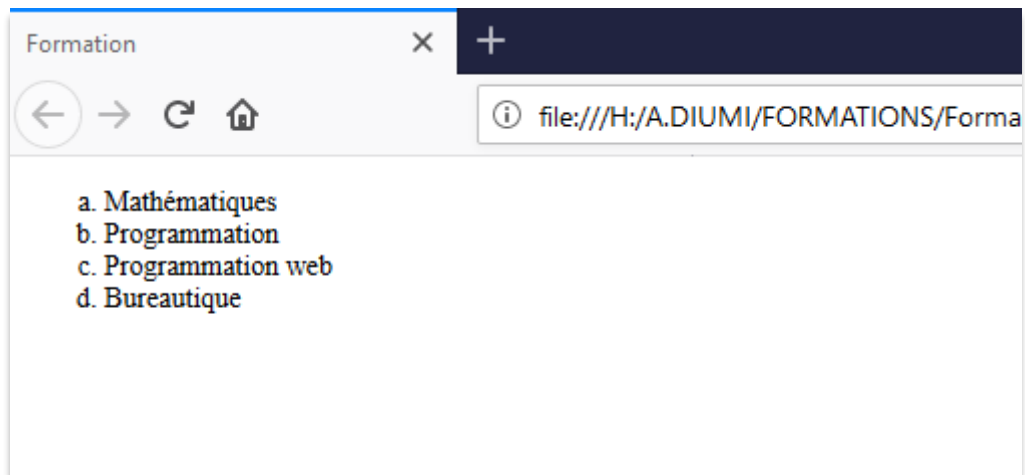 Formation
file:///H:/A.DIUMI/FORMATIONS/Forma
a. Mathématiques
b. Programmation
c. Programmation web
d. Bureautique